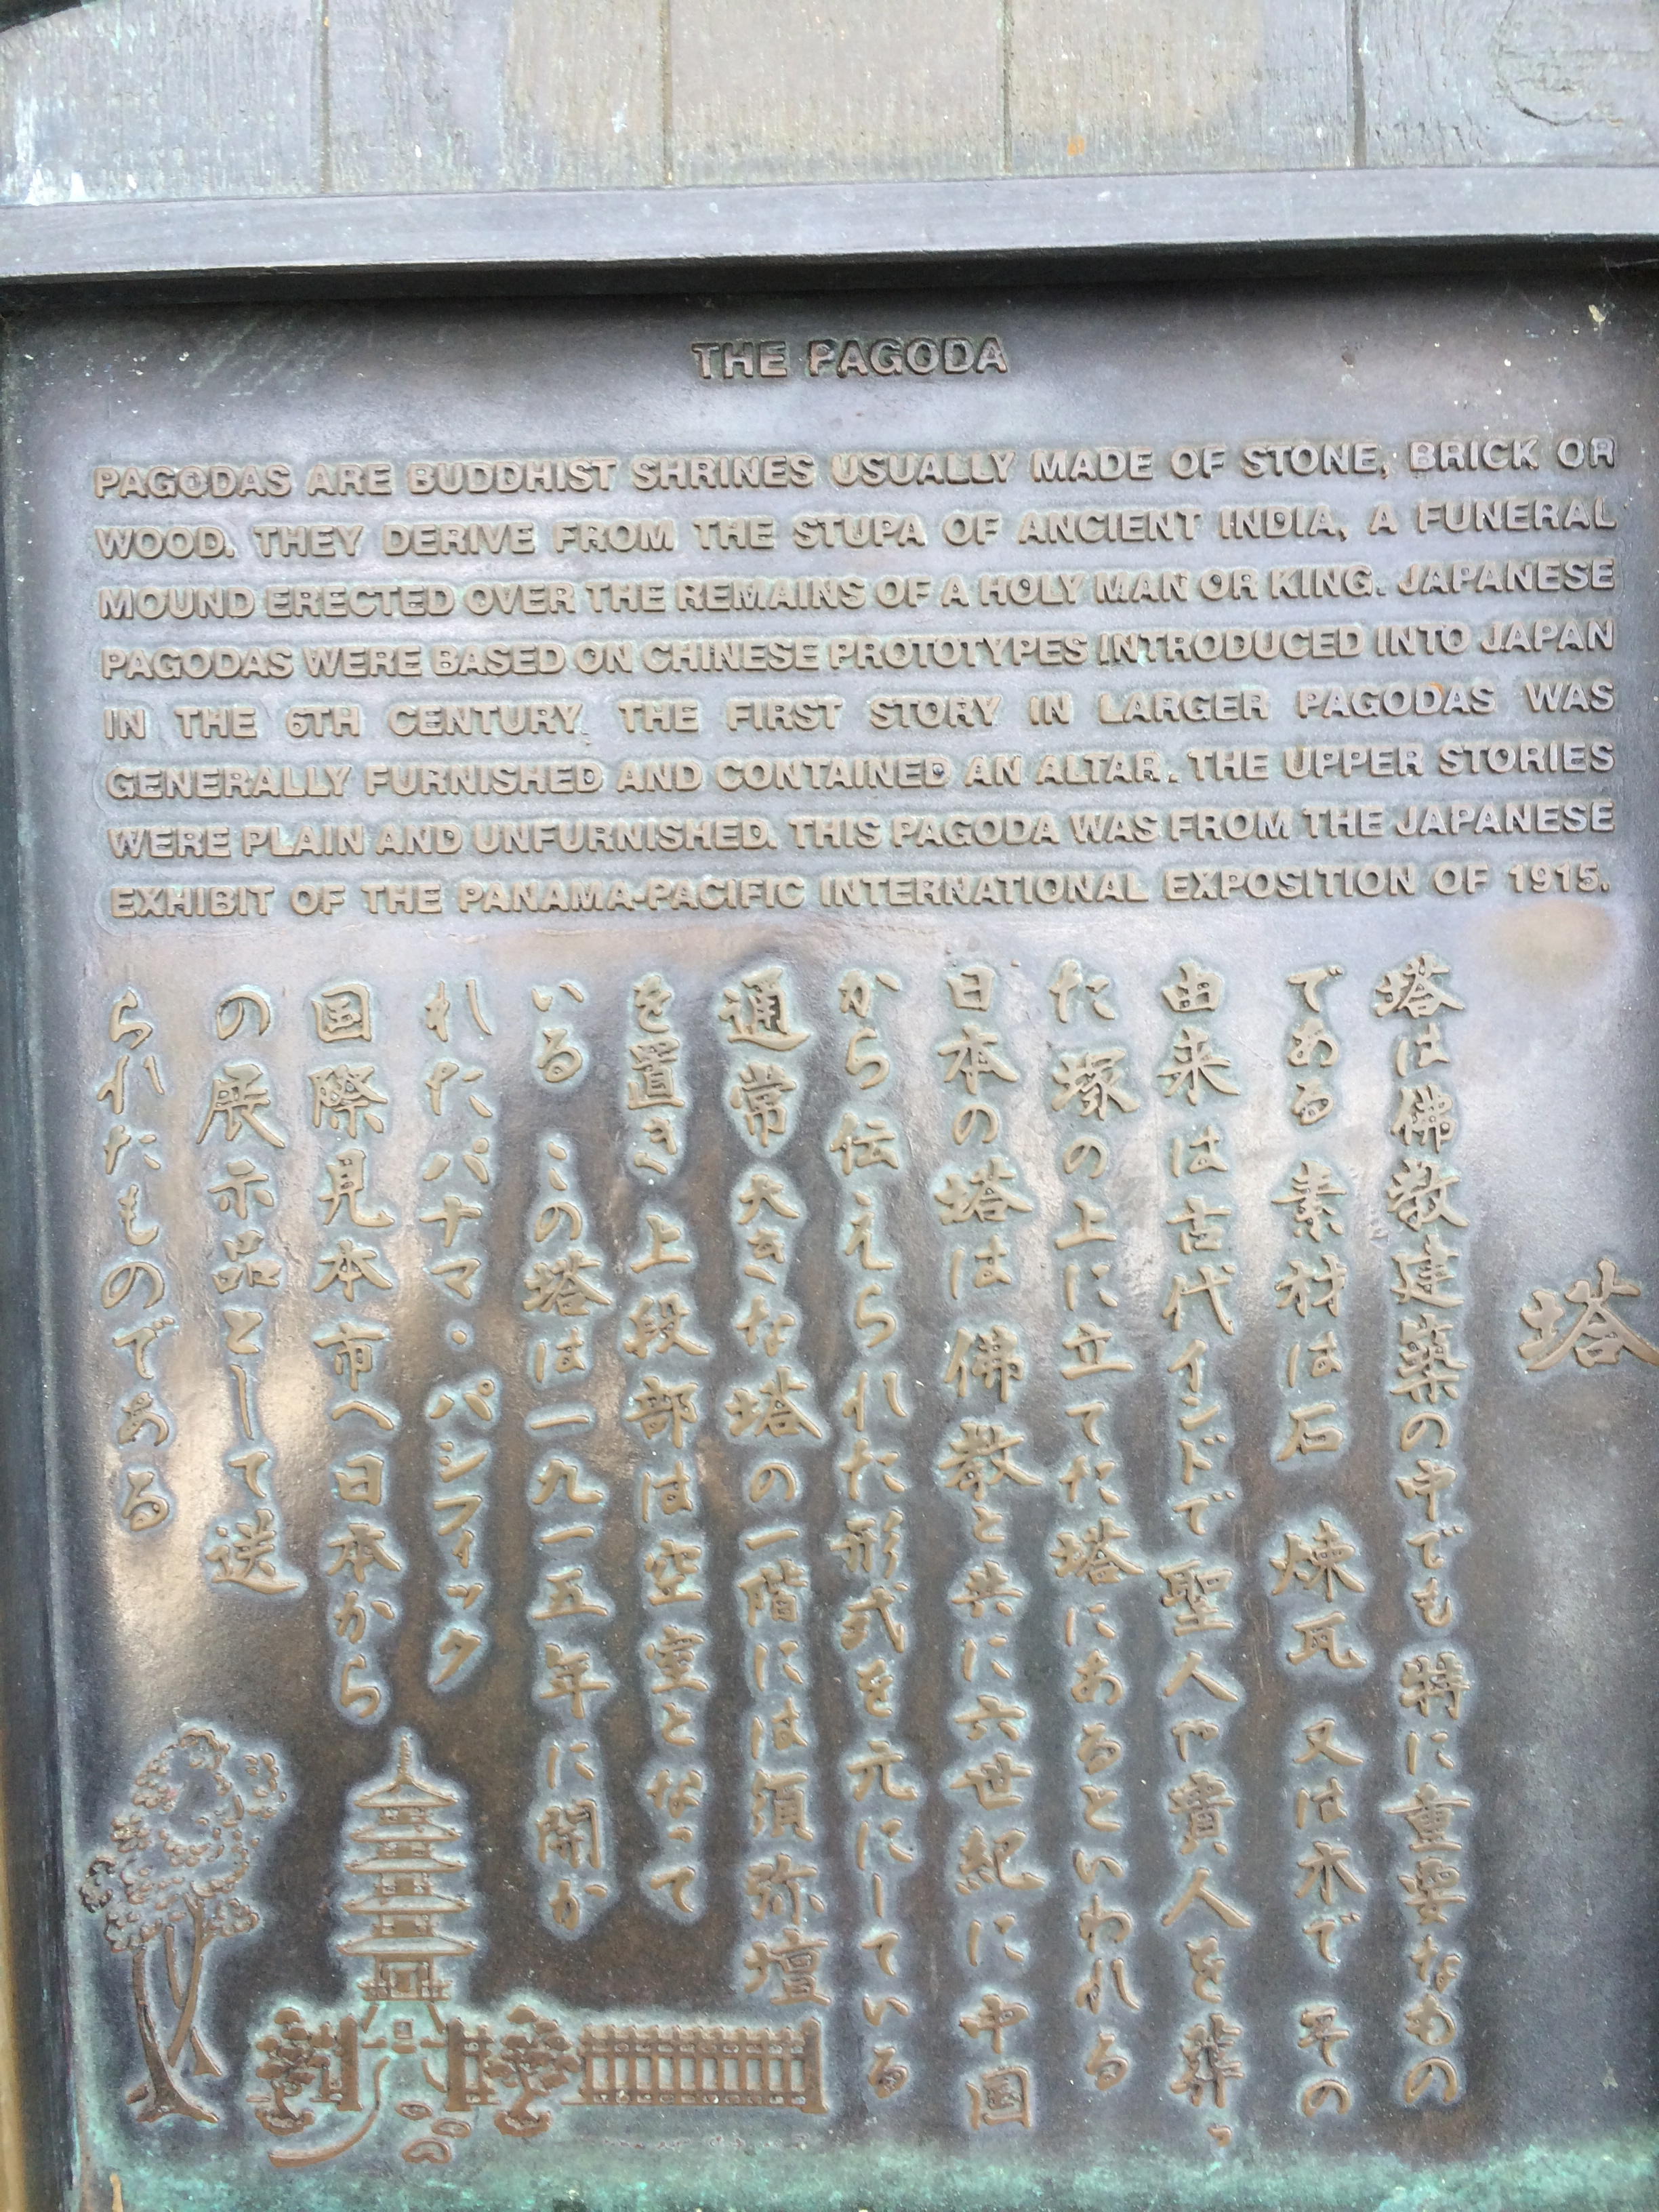 THE PAGODA
PAGODAS ARE BUDDHIST SHRINES USUALLY MADE OF STONE, BRICK OR
WOOD. THEY DERIVE FROM THE STUPA OF ANCIENT INDIA, A FUNERAL
MOUND ERECTED OVER THE REMAINS OF A HOLY MAN OR KING. JAPANESE
PAGODAS WERE BASED ON CHINESE PROTOTYPES INTRODUCED INTO JAPAN
IN THE 6TH CENTURY. THE FIRST STORY IN LARGER PAGODAS WAS
GENERALLY FURNISHED AND CONTAINED AN ALTAR. THE UPPER STORIES
WERE PLAIN AND UNFURNISHED. THIS PAGODA WAS FROM THE JAPANESE
EXHIBIT OF THE PANAMA-PACIFIC INTERNATIONAL EXPOSITION OF 1915.
塔
塔は佛教建築の中でも 特に重要なもの
である 素材は石 煉瓦 又は木で その
由来は古代インドで聖人や貴人を葬っ
た塚の上に立てた塔にあるといわれる
日本の塔は 佛教と共に六世紀に 中国
から伝えられた形式を元にしている
通常 大きな塔の一階には須弥壇
を置き 上段部は空室となって
いる この塔は一九一五年に開か
れたパナマ・パシフィック
国際見本市へ日本から
の展示品として送
られたものである